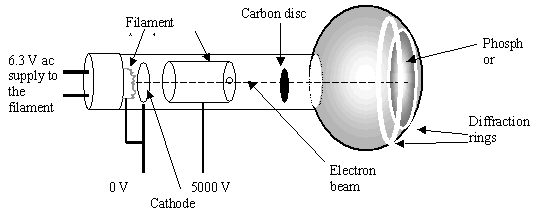 Filament
Carbon disc
6.3 V ac
supply to
the
filament
Phosph
or
Diffraction
rings
Electron
beam
0 V
5000 V
Cathode